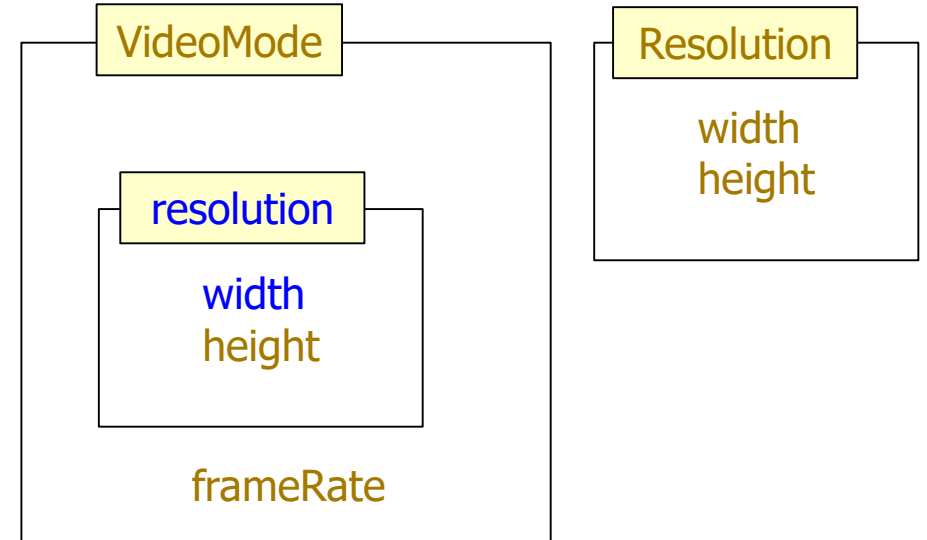 VideoMode
resolution
width
height
frameRate
Resolution
width
height